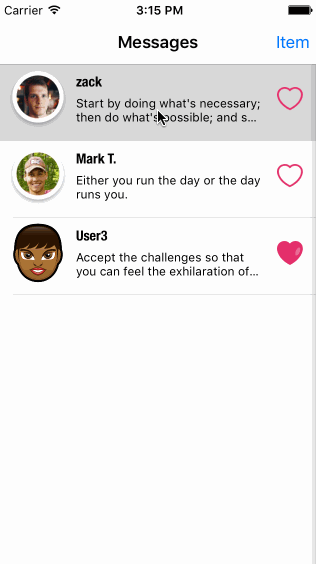 Carrier 3:15 PM
Messages Item
zack
Start by doing what's necessary;
then do what's possible; and s...
Mark T.
Either you run the day or the day
runs you.
User3
Accept the challenges so that
you can feel the exhilaration of...